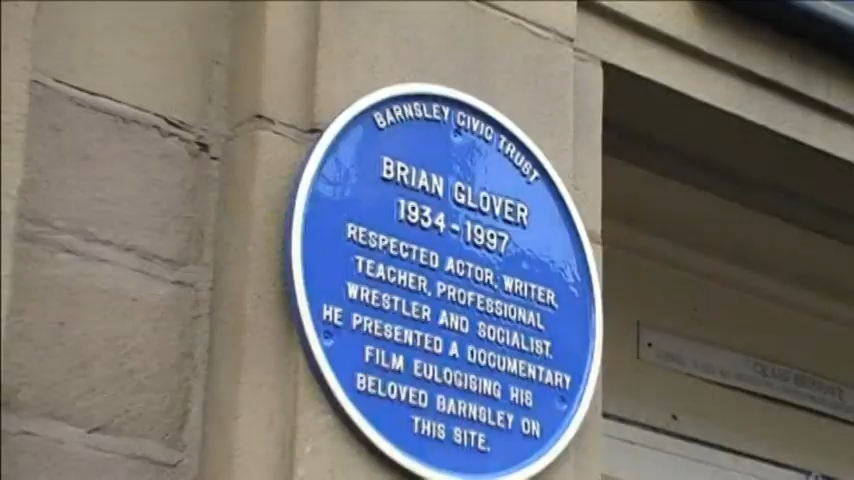 BARNSLEY CIVIC TRUST
BRIAN GLOVER
1934-1997
RESPECTED ACTOR, WRITER,
TEACHER, PROFESSIONAL
WRESTLER AND SOCIALIST.
HE PRESENTED A DOCUMENTARY
FILM EULOGISING HIS
BELOVED BARNSLEY ON
THIS SITE.